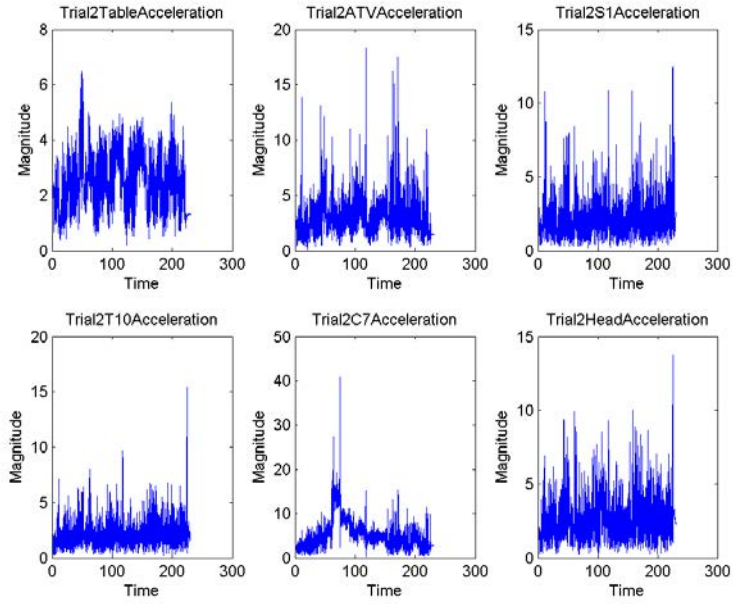 Trial2TableAcceleration
8
6
4
2
0
Magnitude
0 100 200 300
Time
Trial2ATVAcceleration
20
15
10
5
0
Magnitude
0 100 200 300
Time
Trial2S1Acceleration
15
10
5
0
Magnitude
0 100 200 300
Time
Trial2T10Acceleration
20
15
10
5
0
Magnitude
0 100 200 300
Time
Trial2C7Acceleration
50
40
30
20
10
0
Magnitude
0 100 200 300
Time
Trial2HeadAcceleration
15
10
5
0
Magnitude
0 100 200 300
Time